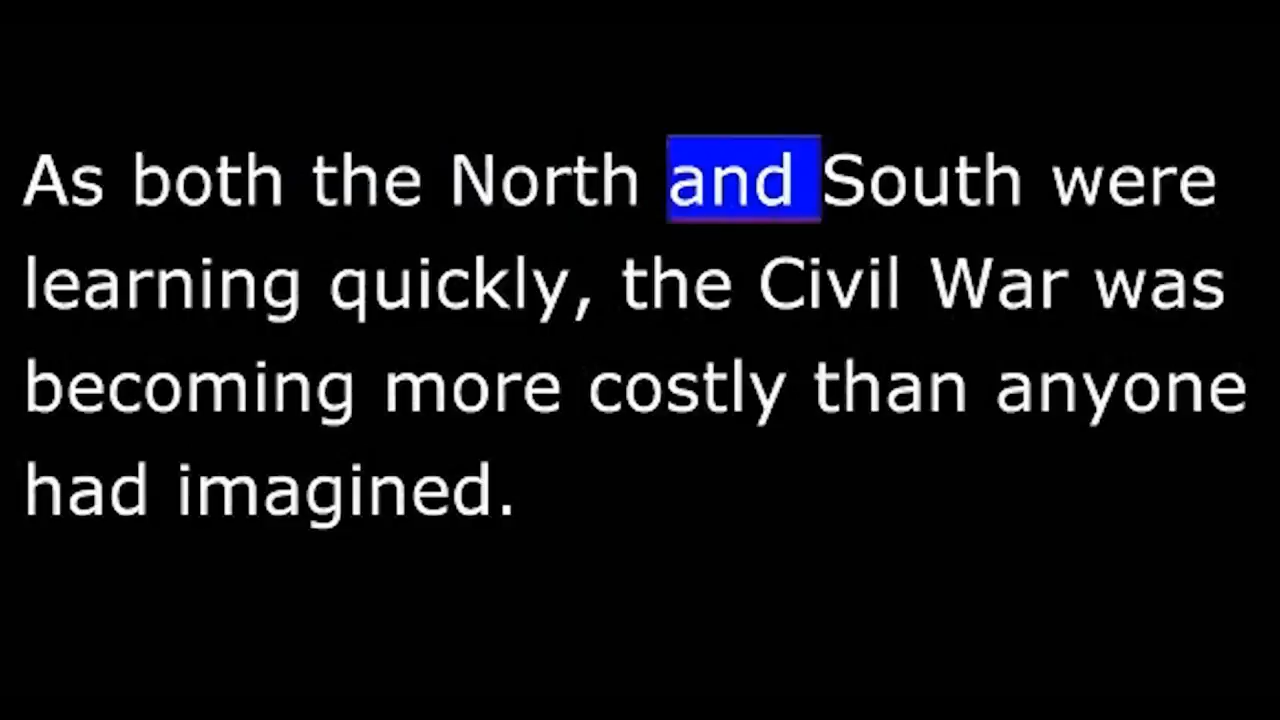 As both the North and South were
learning quickly, the Civil War was
becoming more costly than anyone
had imagined.